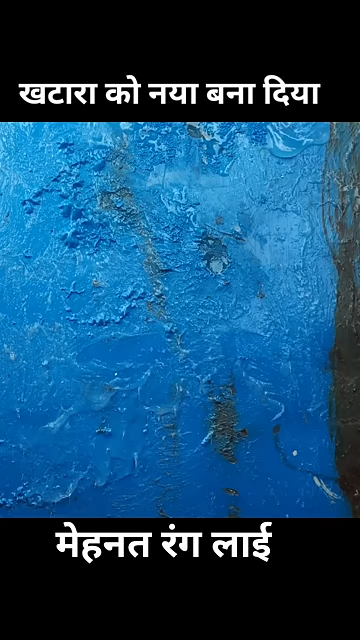 खटारा को नया बना दिया
मेहनत रंग लाई